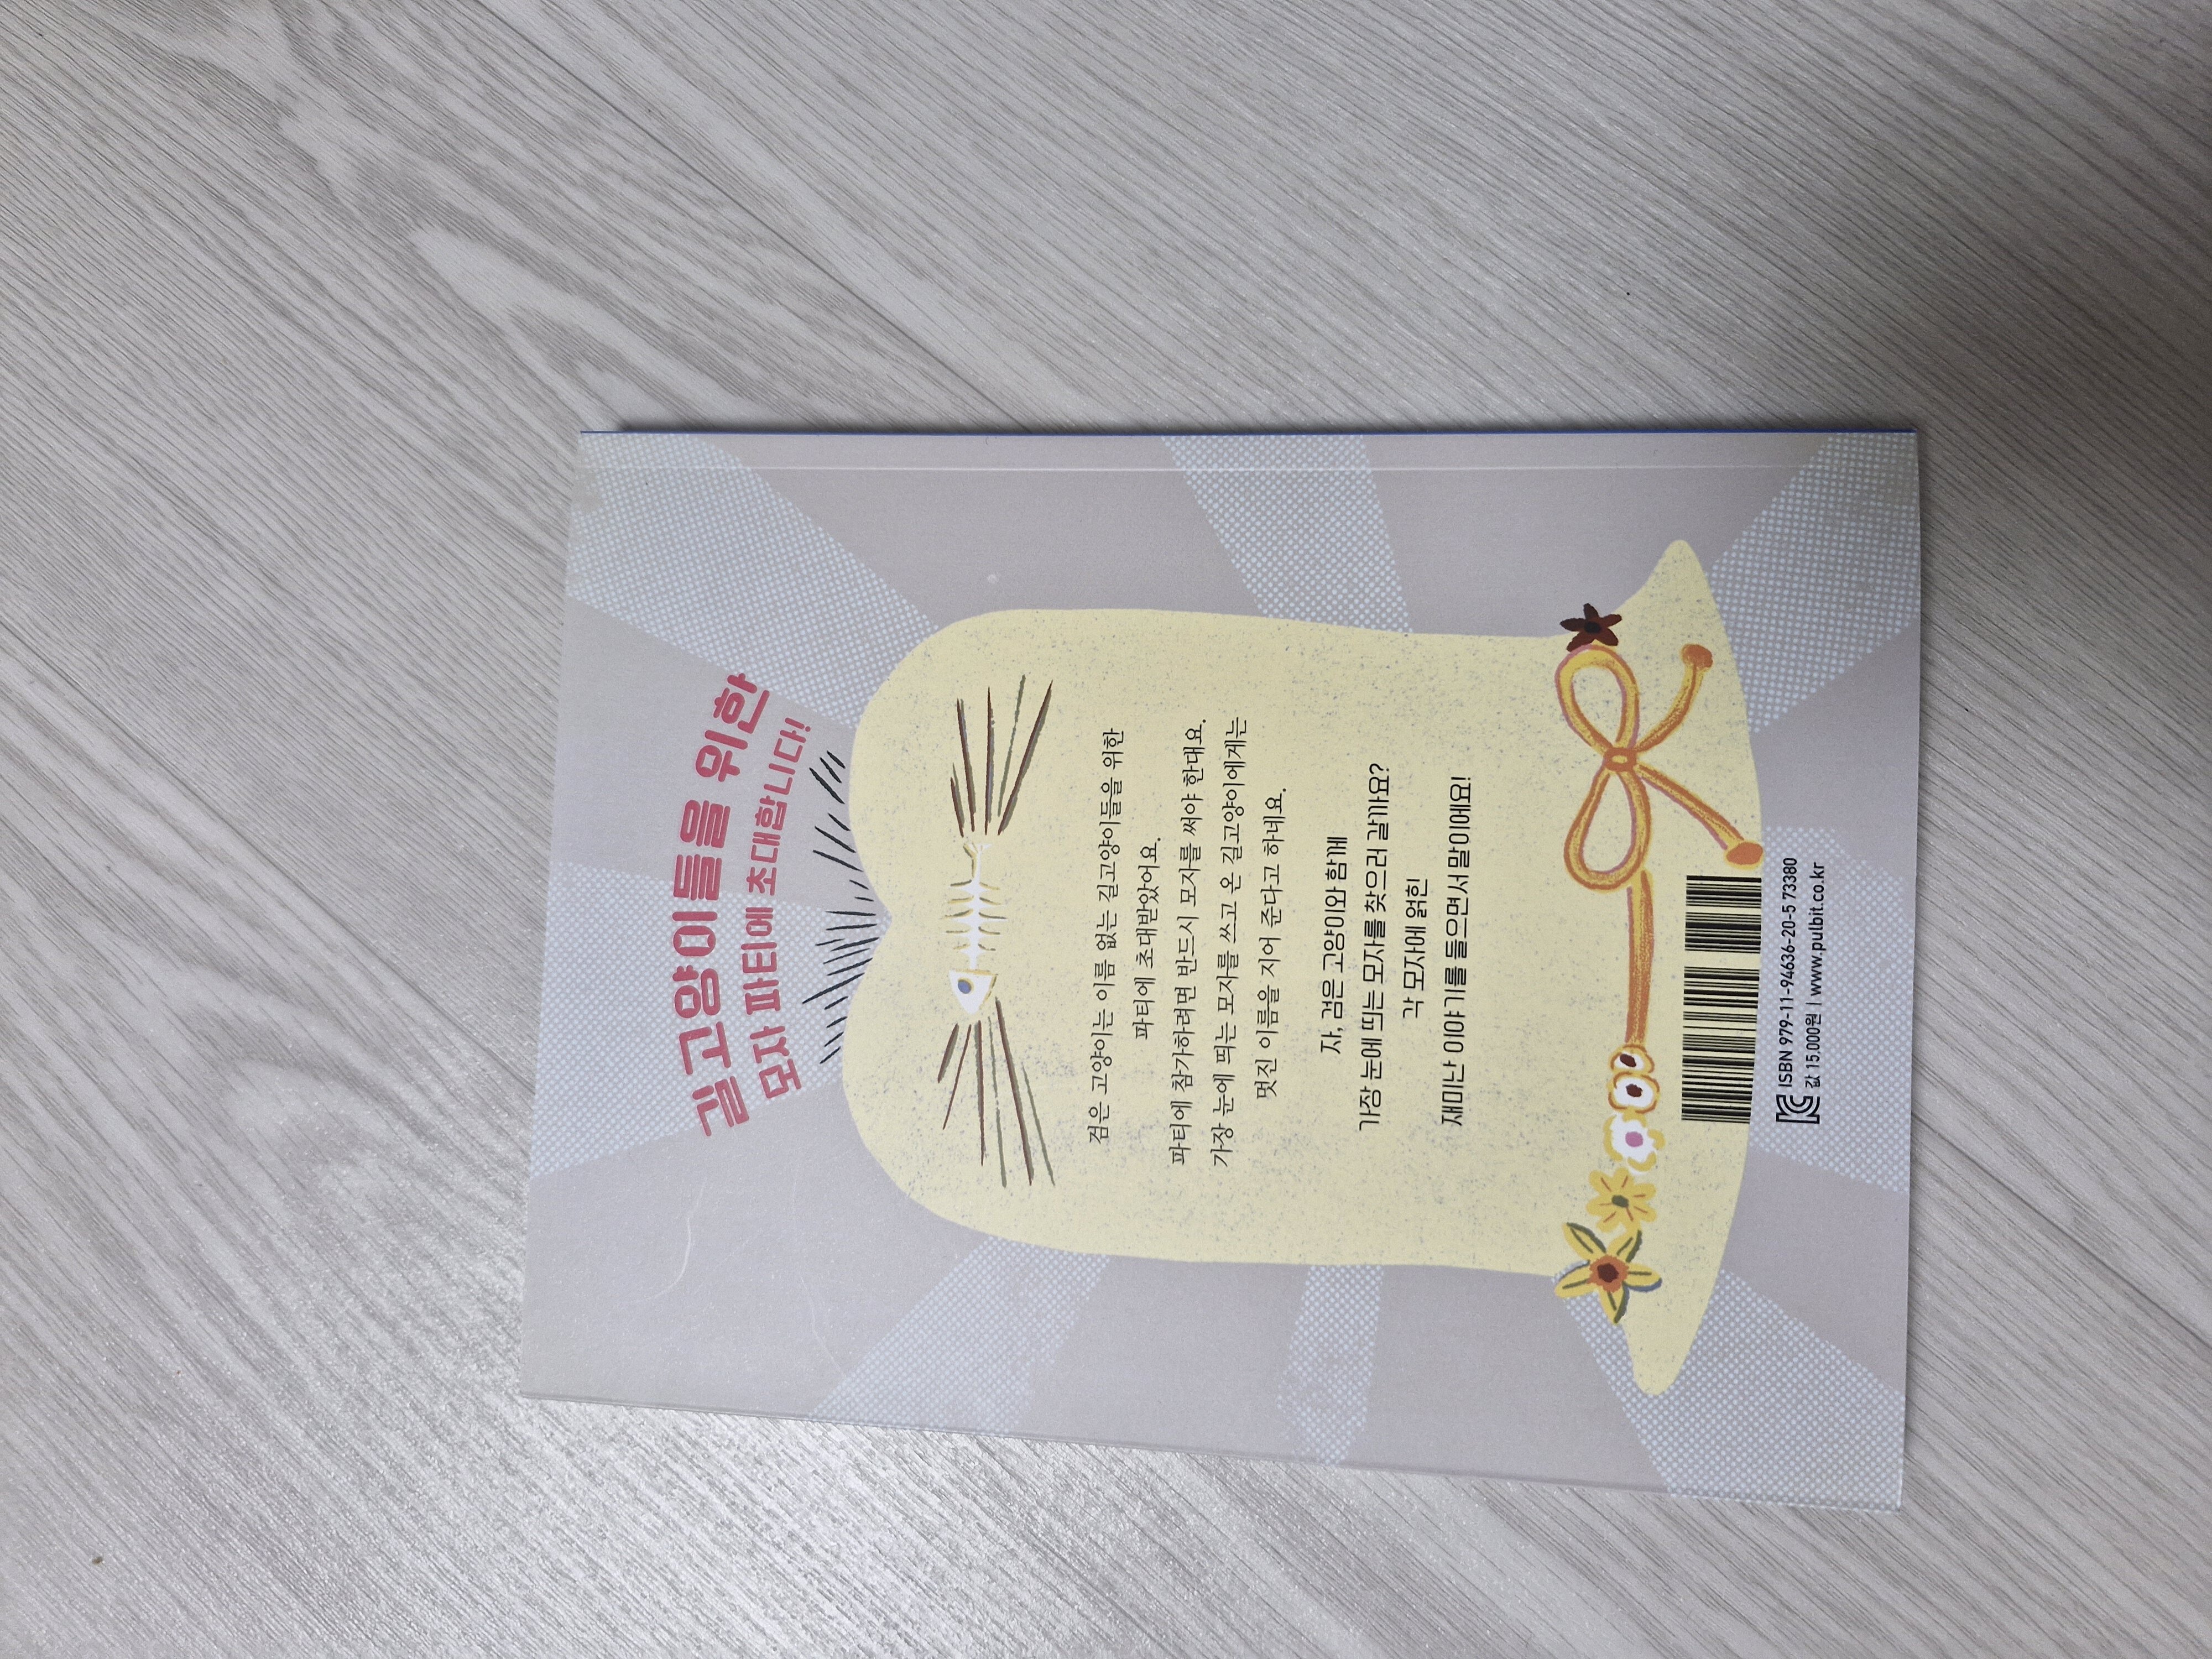 길고양이들을 위한
모자 파티에 초대합니다!
검은 고양이는 이름 없는 길고양이들을 위한
파티에 초대받았어요.
파티에 참가하려면 반드시 모자를 써야 한대요.
가장 눈에 띄는 모자를 쓰고 온 길고양이에게는
멋진 이름을 지어 준다고 하네요.
자, 검은 고양이와 함께
가장 눈에 띄는 모자를 찾으러 갈까요?
각 모자에 얽힌
재미난 이야기를 들으면서 말이에요!
ISBN 979-11-94636-20-5 73380
값 15,000원 | www.pulbit.co.kr